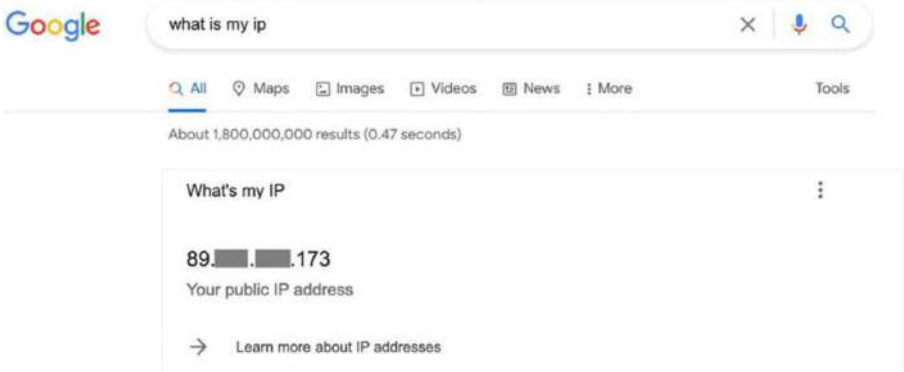 Google what is my ip
All Maps Images Videos News More Tools
About 1,800,000,000 results (0.47 seconds)
What's my IP
89. . .173
Your public IP address
Learn more about IP addresses